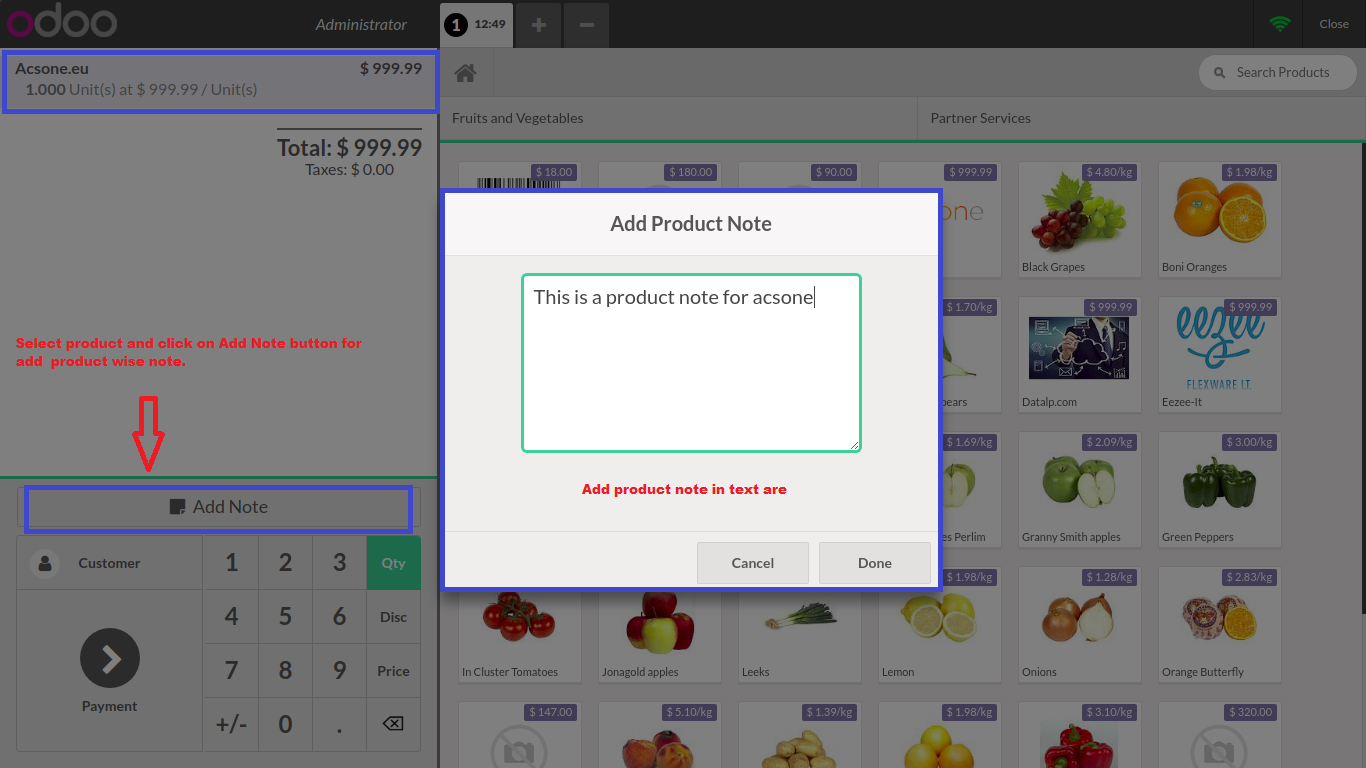 odoo
Administrator
1 12:49
Close
Acsone.eu $ 999.99
1.000 Unit(s) at $ 999.99 / Unit(s)
Total: $ 999.99
Taxes: $ 0.00
Search Products
Fruits and Vegetables
Partner Services
$ 18.00
$ 180.00
$ 90.00
$ 999.99
one
$ 4.80/kg
Black Grapes
$ 1.98/kg
Boni Oranges
Add Product Note
This is a product note for acsone
Add product note in text are
Cancel
Done
Select product and click on Add Note button for
add product wise note.
$ 1.70/kg
pears
$ 999.99
Datalp.com
$ 999.99
eezee
FLEXWARE I.T.
Eezee-It
$ 1.69/kg
es Perlim
$ 2.09/kg
Granny Smith apples
$ 3.00/kg
Green Peppers
Add Note
Customer
Payment
1 2 3 Qty
4 5 6 Disc
7 8 9 Price
+/- 0 .
In Cluster Tomatoes
Jonagold apples
Leeks
$ 1.98/kg
Lemon
$ 1.28/kg
Onions
$ 2.83/kg
Orange Butterfly
$ 147.00
$ 5.10/kg
$ 1.39/kg
$ 1.98/kg
$ 3.10/kg
$ 320.00